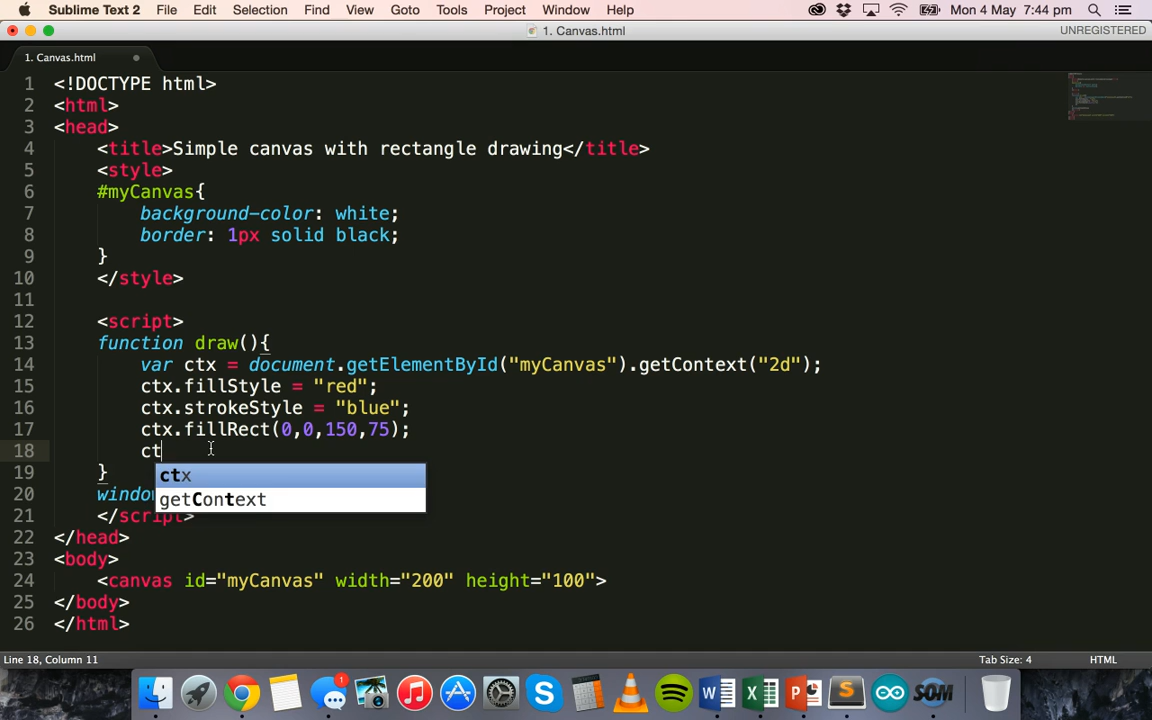 Sublime Text 2 File Edit Selection Find View Goto Tools Project Window Help Mon 4 May 7:44 pm
1. Canvas.html UNREGISTERED
1. Canvas.html
1 <!DOCTYPE html>
2 <html>
3 <head>
4 <title>Simple canvas with rectangle drawing</title>
5 <style>
6 #myCanvas{
7 background-color: white;
8 border: 1px solid black;
9 }
10 </style>
11
12 <script>
13 function draw(){
14 var ctx = document.getElementById("myCanvas").getContext("2d");
15 ctx.fillStyle = "red";
16 ctx.strokeStyle = "blue";
17 ctx.fillRect(0,0,150,75);
18 ct
ctx
19 }
getContext
20 window
21 </script>
22 </head>
23 <body>
24 <canvas id="myCanvas" width="200" height="100">
25 </body>
26 </html>
Line 18, Column 11 Tab Size: 4 HTML
1
W X P S SOM